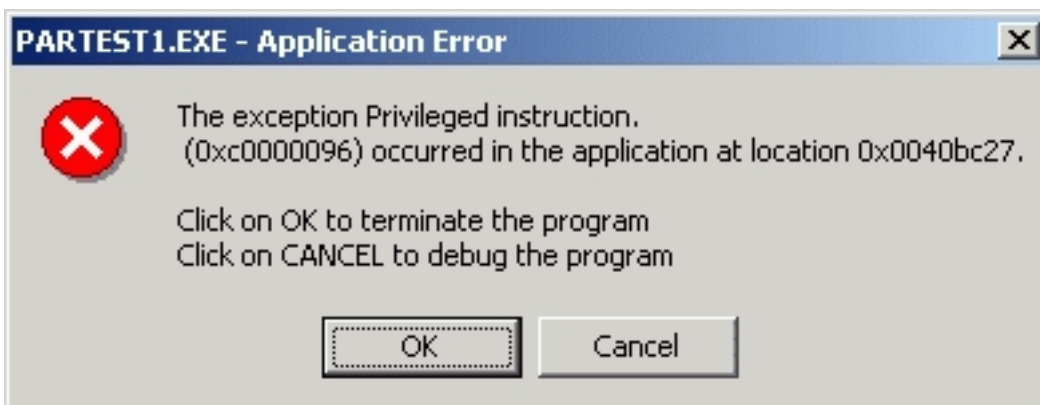 PARTEST1.EXE - Application Error
The exception Privileged instruction.
(0xc0000096) occurred in the application at location 0x0040bc27.
Click on OK to terminate the program
Click on CANCEL to debug the program
OK
Cancel